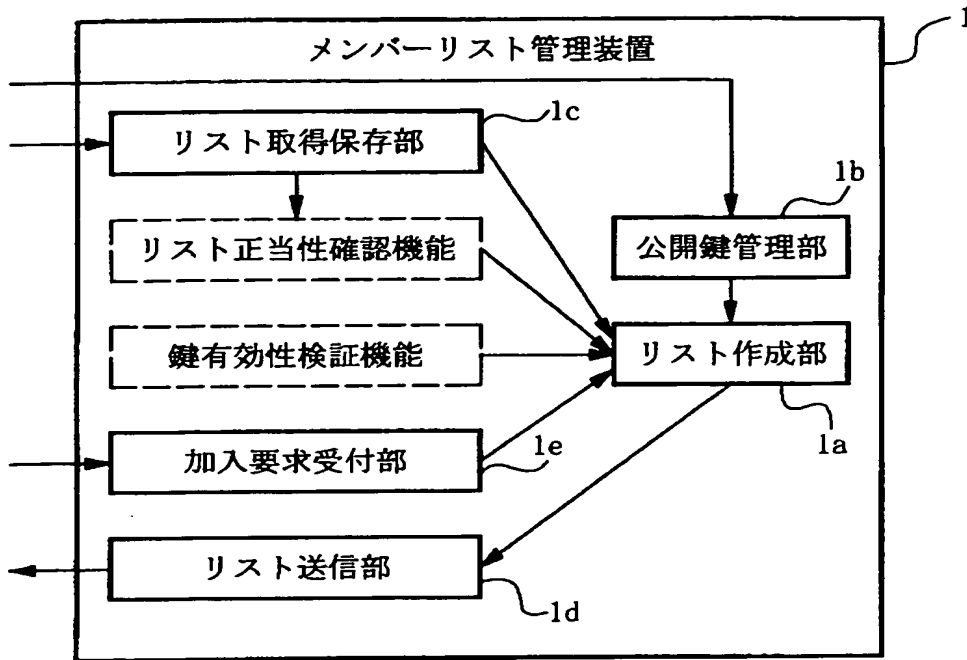 1
メンバーリスト管理装置
1c
リスト取得保存部
1b
リスト正当性確認機能
公開鍵管理部
鍵有効性検証機能
リスト作成部
1a
加入要求受付部
1e
リスト送信部
1d